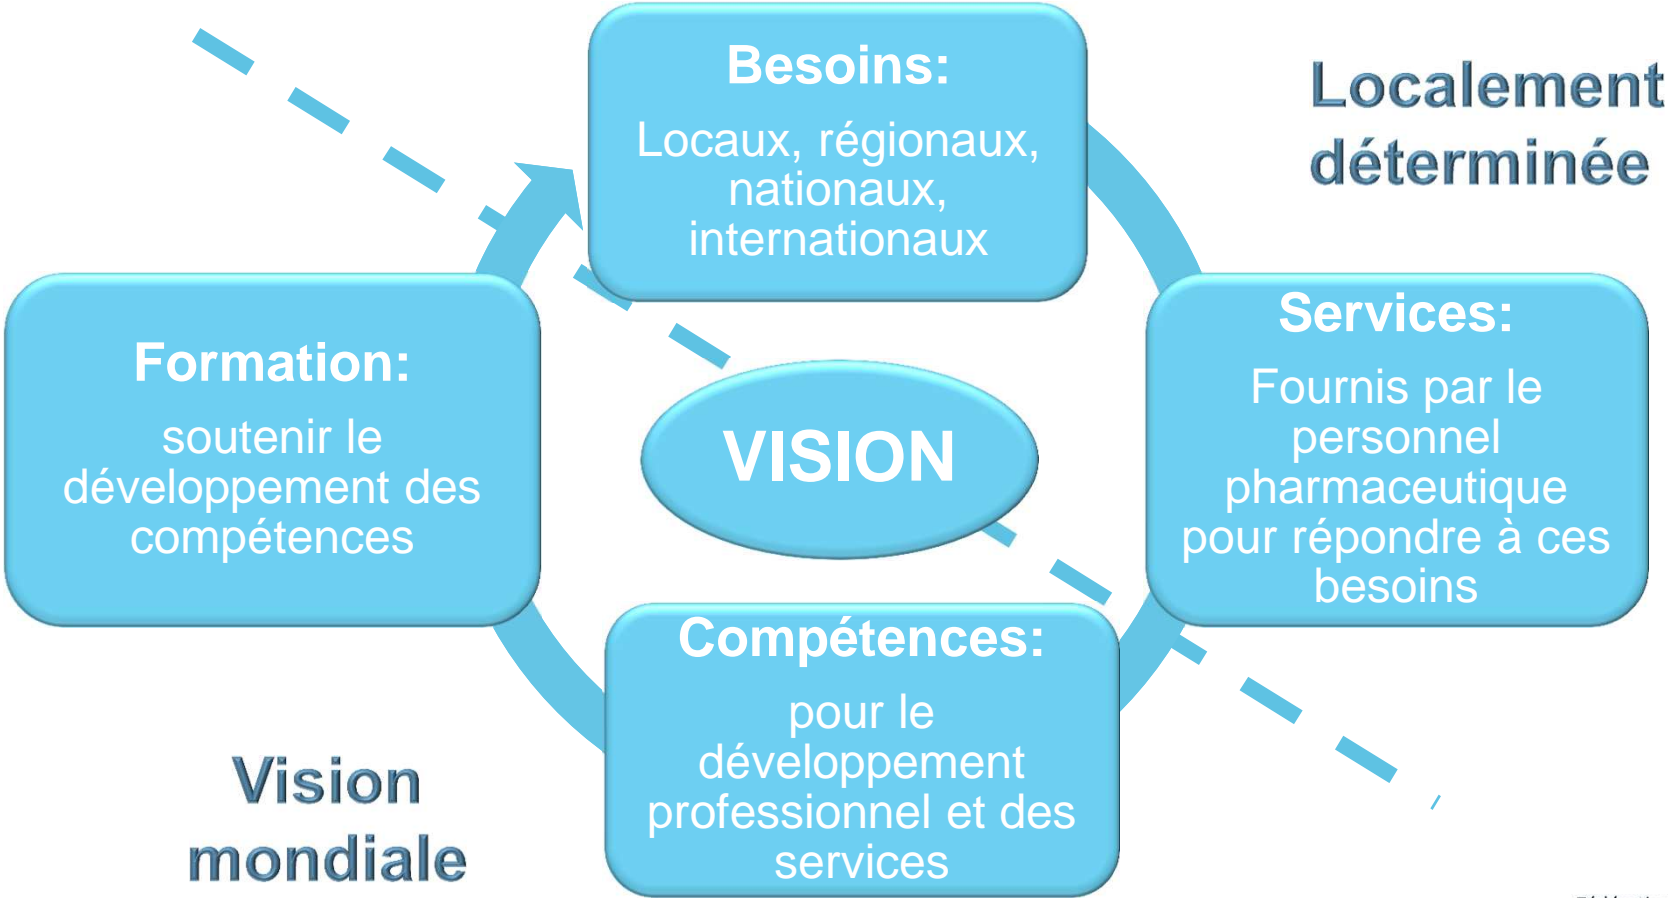 Besoins:
Locaux, régionaux,
nationaux,
internationaux
Localement
déterminée
Services:
Fournis par le
personnel
pharmaceutique
pour répondre à ces
besoins
Formation:
soutenir le
développement des
compétences
VISION
Compétences:
pour le
développement
professionnel et des
services
Vision
mondiale